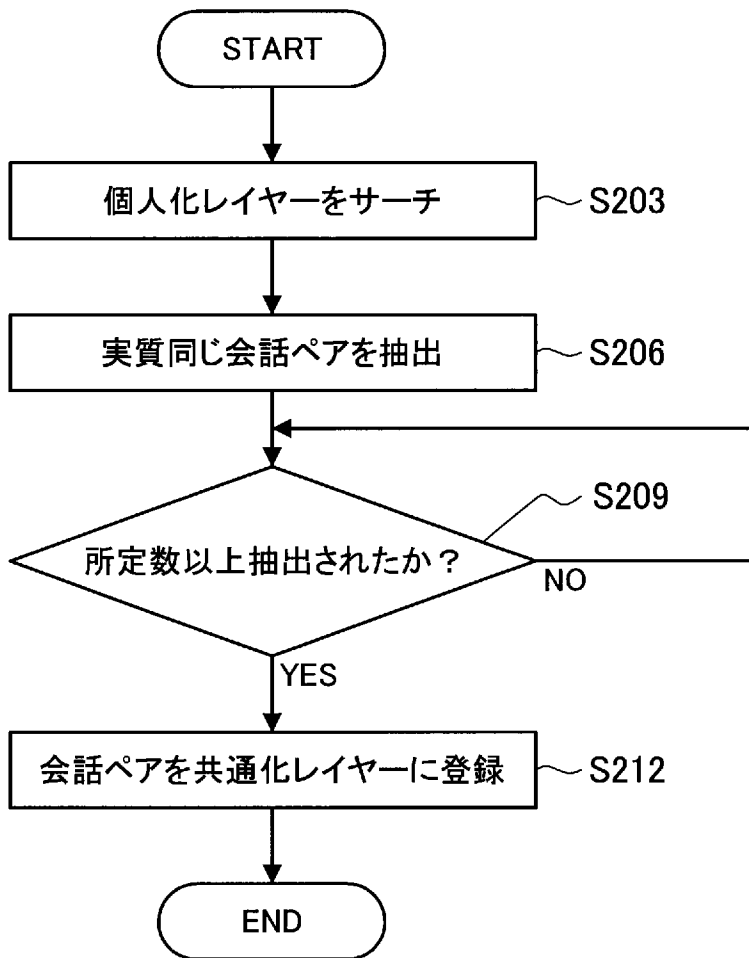 START
個人化レイヤーをサーチ
S203
実質同じ会話ペアを抽出
S206
S209
所定数以上抽出されたか？
NO
YES
会話ペアを共通化レイヤーに登録
S212
END